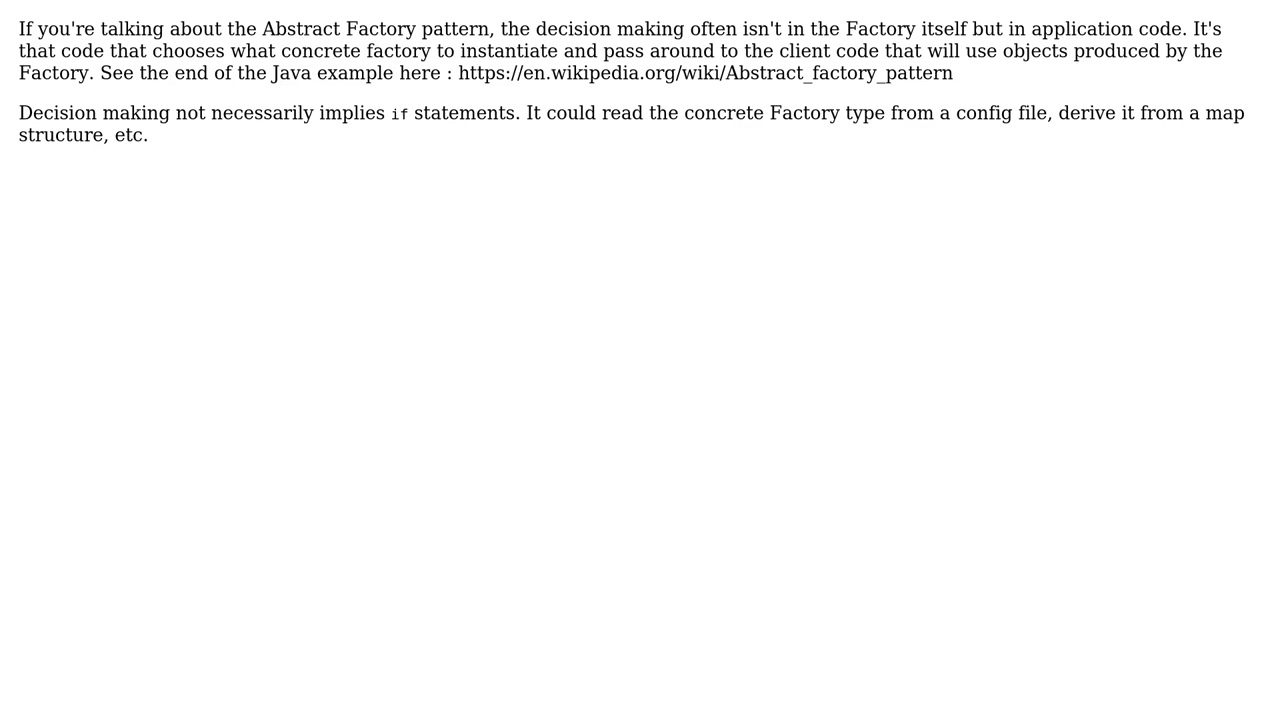 If you're talking about the Abstract Factory pattern, the decision making often isn't in the Factory itself but in application code. It's
that code that chooses what concrete factory to instantiate and pass around to the client code that will use objects produced by the
Factory. See the end of the Java example here : https://en.wikipedia.org/wiki/Abstract_factory_pattern
Decision making not necessarily implies if statements. It could read the concrete Factory type from a config file, derive it from a map
structure, etc.